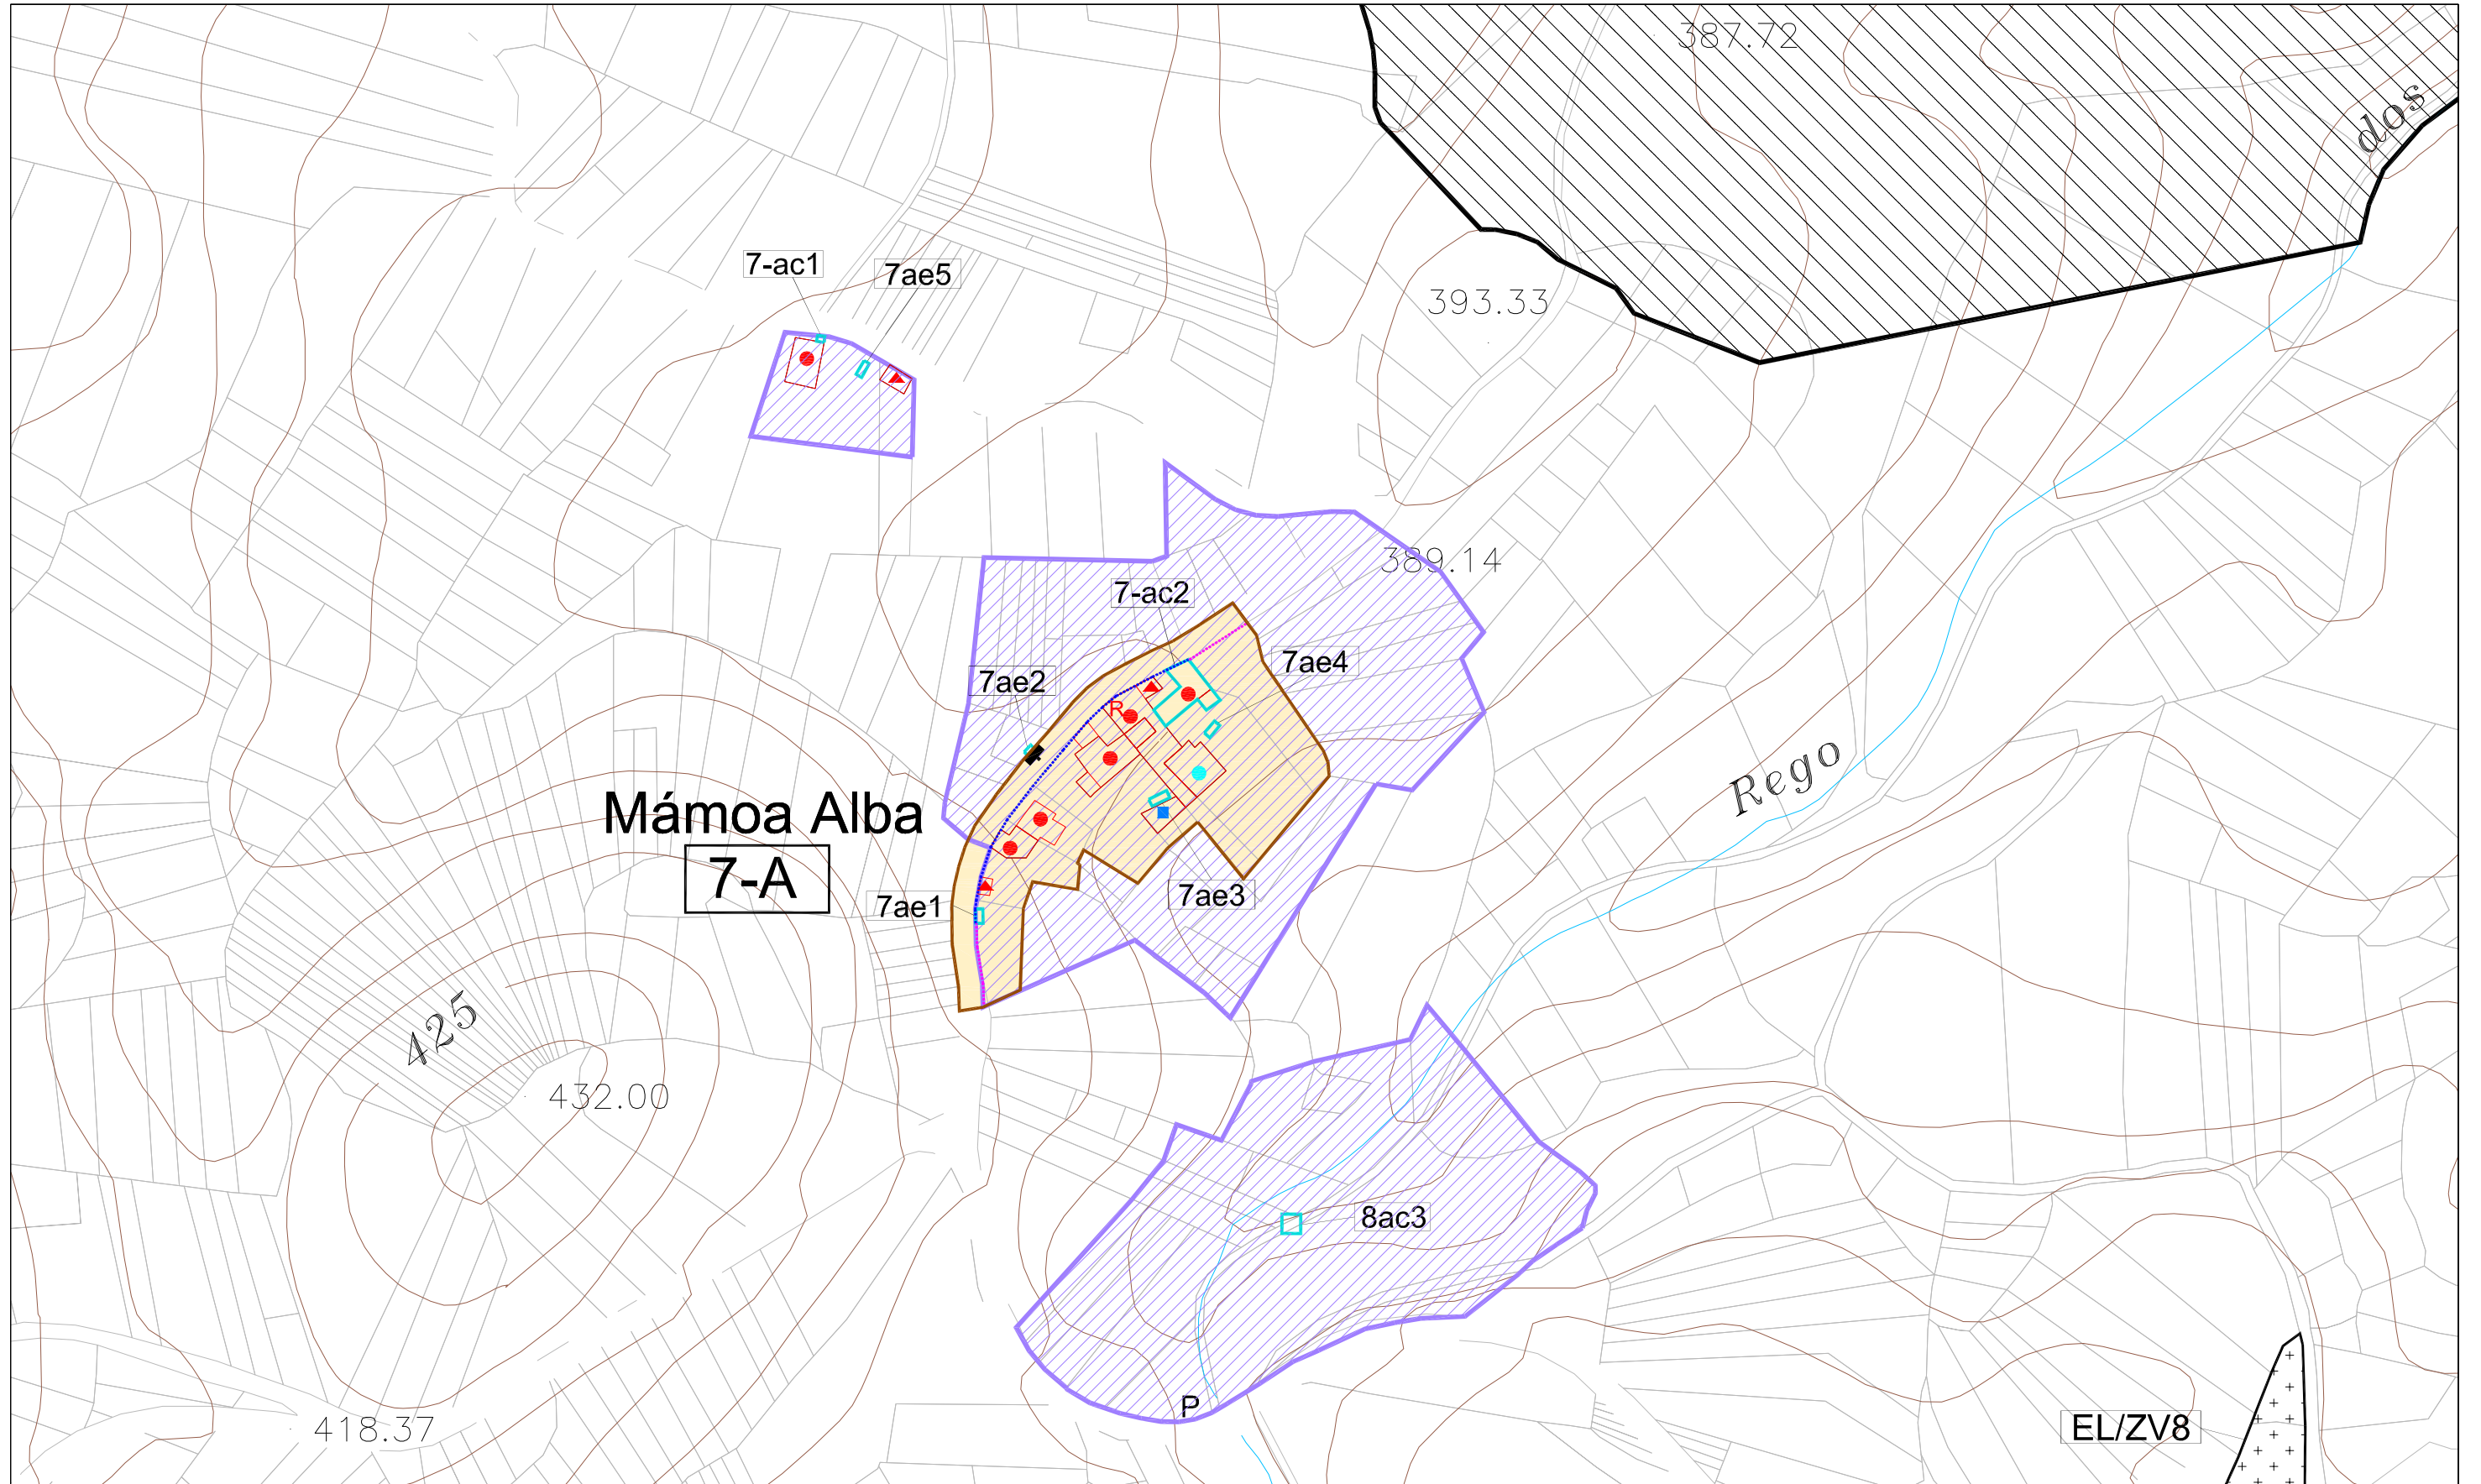 387.72
dos
7-ac1
7ae5
393.33
389.14
7-ac2
7ae4
7ae2
R
Rego
Mámoa Alba
7-A
7ae1
7ae3
425
432.00
8ac3
P
418.37
EL/ZV8